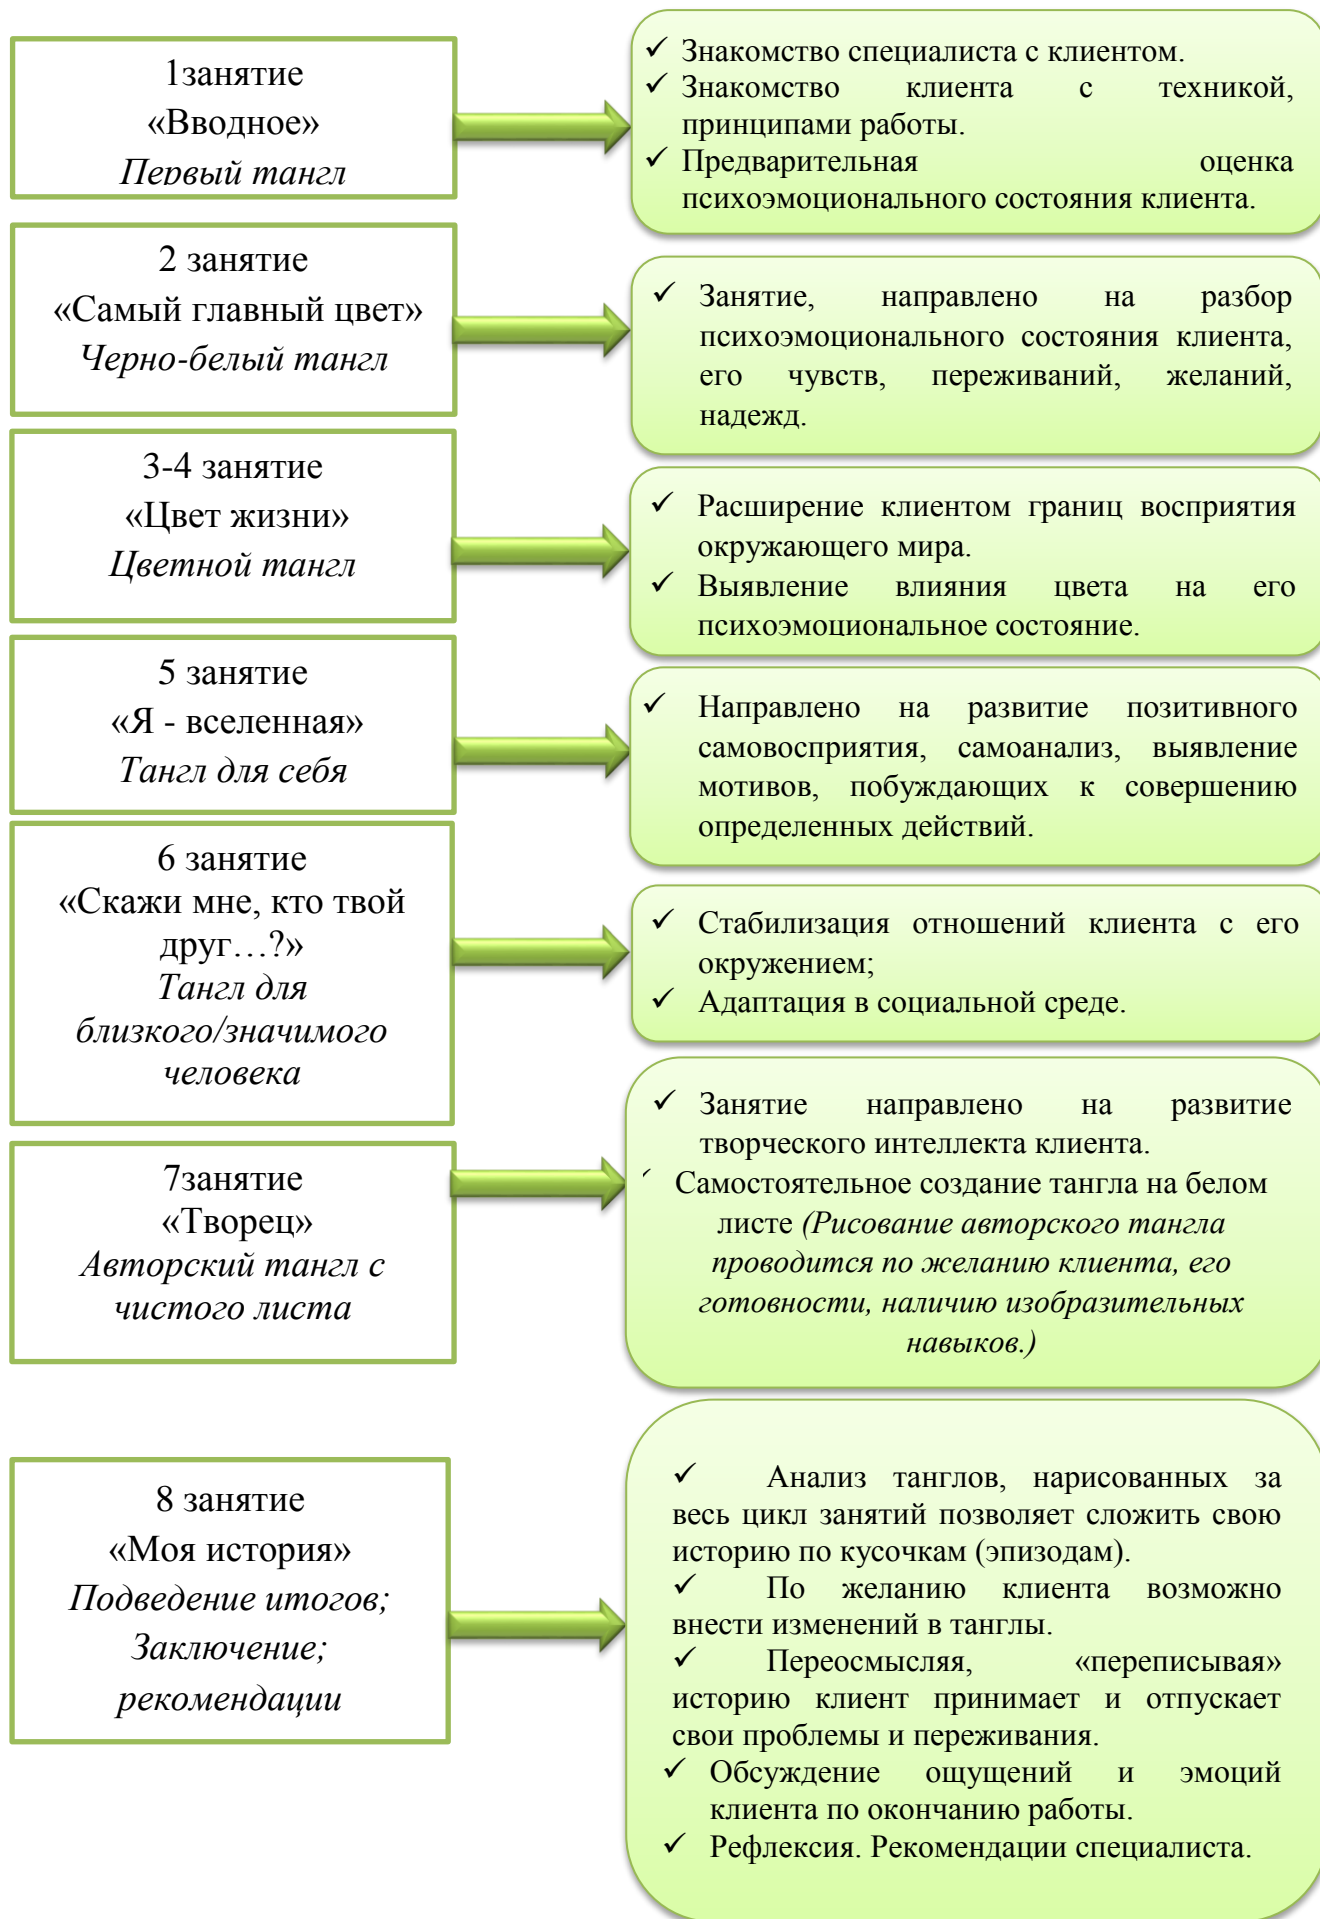 1занятие
«Вводное»
Первый тангл
✓ Знакомство специалиста с клиентом.
✓ Знакомство клиента с техникой,
принципами работы.
✓ Предварительная оценка
психоэмоционального состояния клиента.
2 занятие
«Самый главный цвет»
Черно-белый тангл
✓ Занятие, направлено на разбор
психоэмоционального состояния клиента,
его чувств, переживаний, желаний,
надежд.
3-4 занятие
«Цвет жизни»
Цветной тангл
✓ Расширение клиентом границ восприятия
окружающего мира.
✓ Выявление влияния цвета на его
психоэмоциональное состояние.
5 занятие
«Я - вселенная»
Тангл для себя
✓ Направлено на развитие позитивного
самовосприятия, самоанализ, выявление
мотивов, побуждающих к совершению
определенных действий.
6 занятие
«Скажи мне, кто твой
друг…?»
Тангл для
близкого/значимого
человека
✓ Стабилизация отношений клиента с его
окружением;
✓ Адаптация в социальной среде.
7занятие
«Творец»
Авторский тангл с
чистого листа
✓ Занятие направлено на развитие
творческого интеллекта клиента.
✓ Самостоятельное создание тангла на белом
листе (Рисование авторского тангла
проводится по желанию клиента, его
готовности, наличию изобразительных
навыков.)
8 занятие
«Моя история»
Подведение итогов;
Заключение;
рекомендации
✓ Анализ танглов, нарисованных за
весь цикл занятий позволяет сложить свою
историю по кусочкам (эпизодам).
✓ По желанию клиента возможно
внести изменений в танглы.
✓ Переосмысляя, «переписывая»
историю клиент принимает и отпускает
свои проблемы и переживания.
✓ Обсуждение ощущений и эмоций
клиента по окончанию работы.
✓ Рефлексия. Рекомендации специалиста.